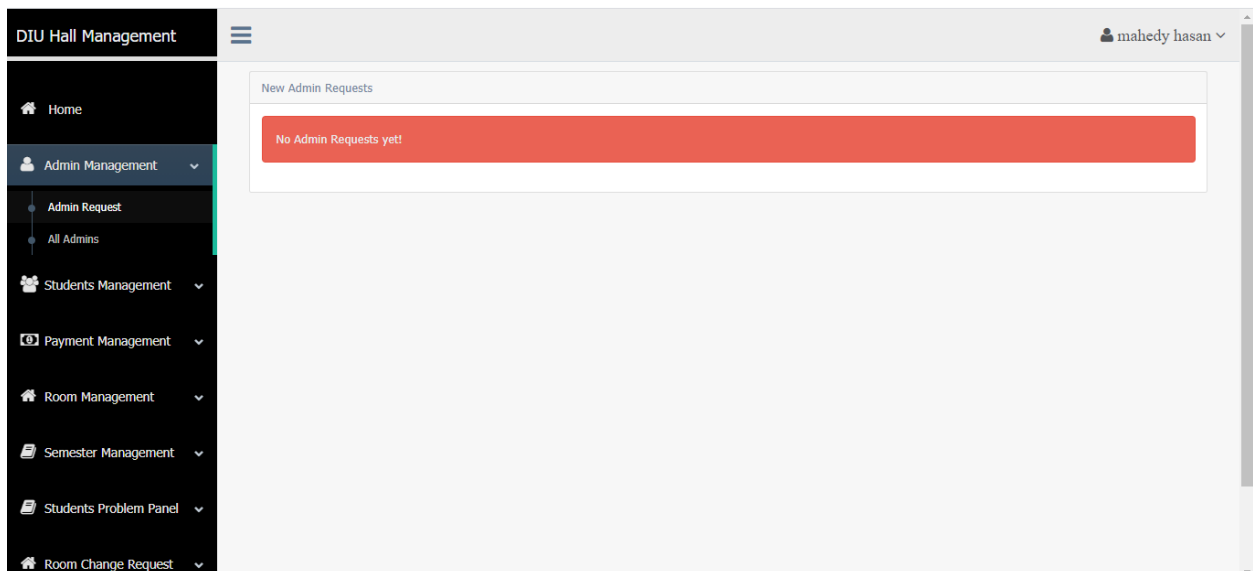 DIU Hall Management
mahedy hasan
Home
Admin Management
Admin Request
All Admins
Students Management
Payment Management
Room Management
Semester Management
Students Problem Panel
Room Change Request
New Admin Requests
No Admin Requests yet!